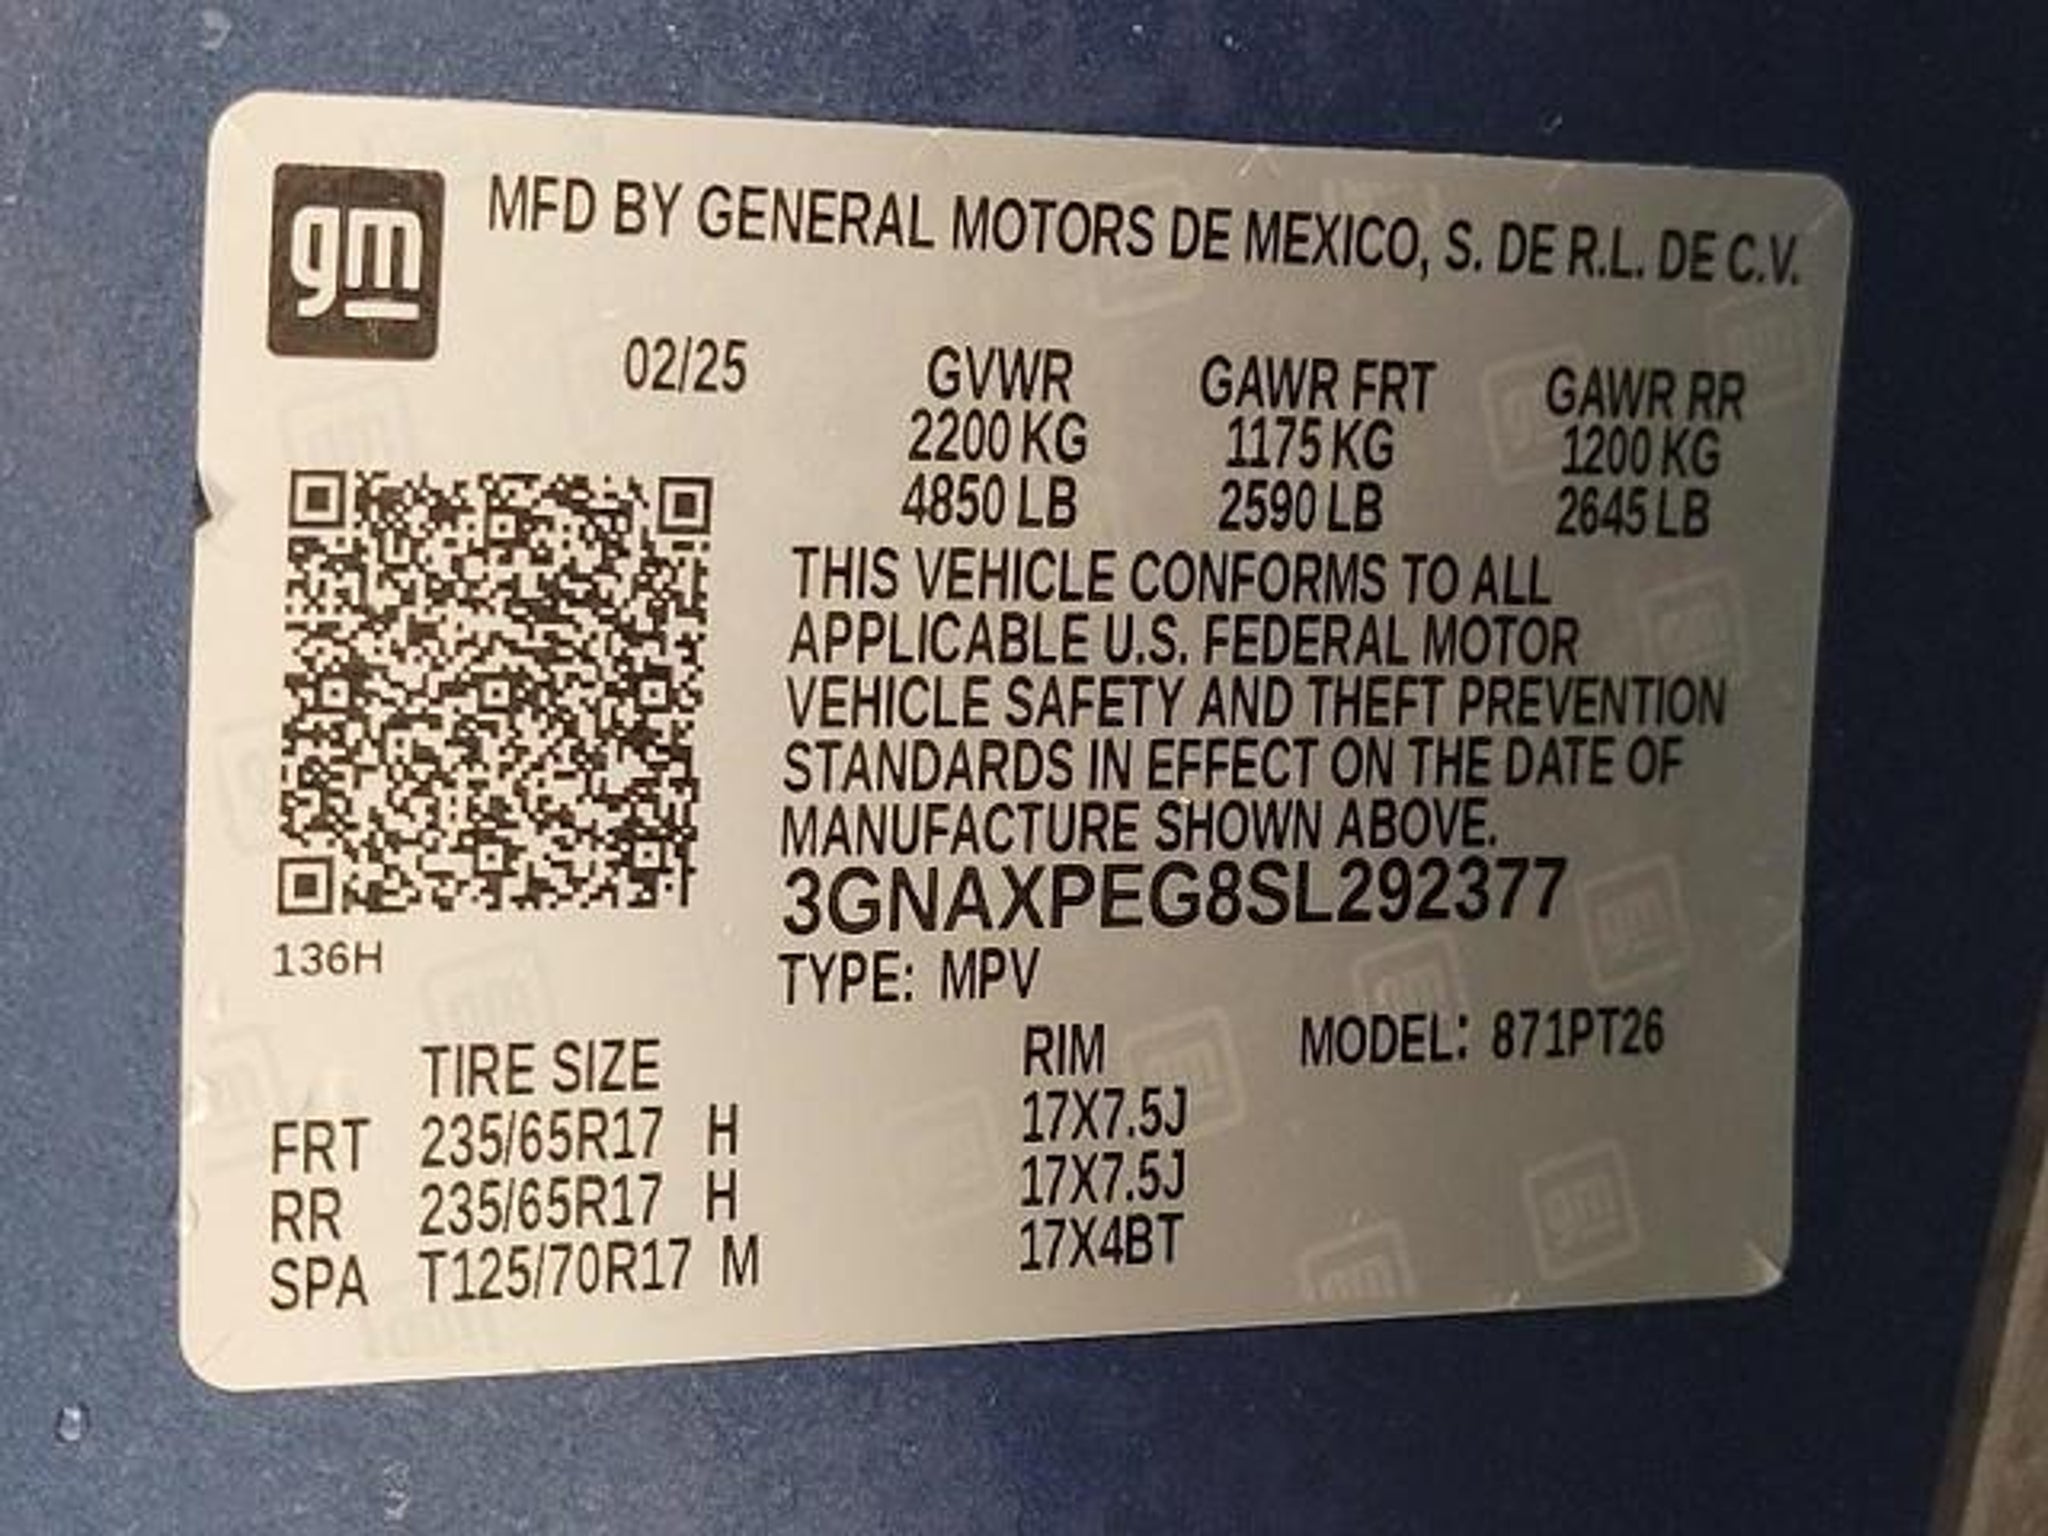 gm
MFD BY GENERAL MOTORS DE MEXICO, S. DE R.L. DE C.V.
02/25 GVWR GAWR FRT GAWR RR
2200 KG 1175 KG 1200 KG
4850 LB 2590 LB 2645 LB
THIS VEHICLE CONFORMS TO ALL
APPLICABLE U.S. FEDERAL MOTOR
VEHICLE SAFETY AND THEFT PREVENTION
STANDARDS IN EFFECT ON THE DATE OF
MANUFACTURE SHOWN ABOVE.
3GNAXPEG8SL292377
136H
TYPE: MPV
TIRE SIZE RIM MODEL: 871PT26
FRT 235/65R17 H 17X7.5J
RR 235/65R17 H 17X7.5J
SPA T125/70R17 M 17X4BT